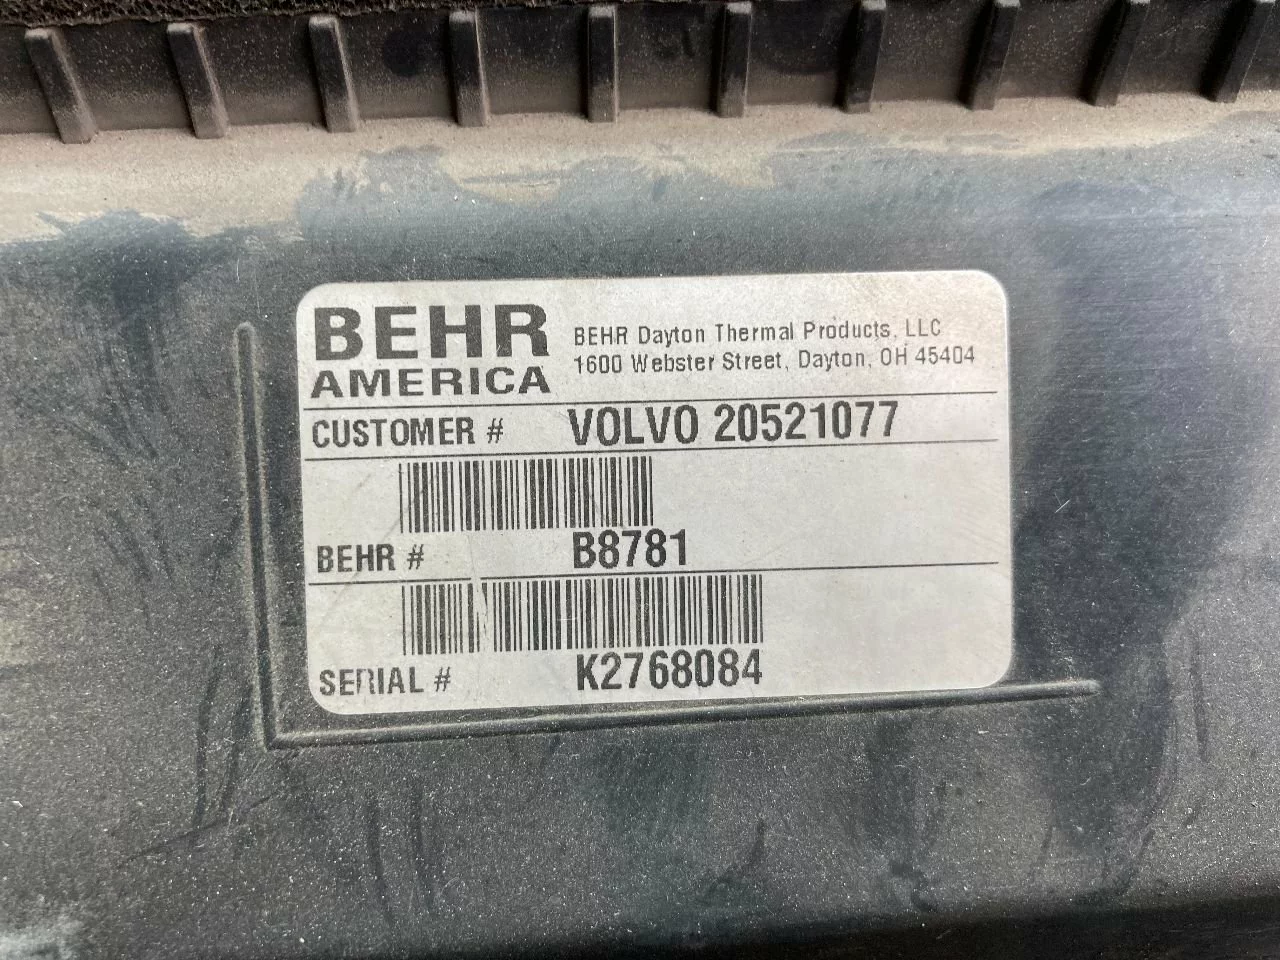 BEHR
AMERICA
BEHR Dayton Thermal Products, LLC
1600 Webster Street, Dayton, OH 45404
CUSTOMER # VOLVO 20521077
BEHR # B8781
SERIAL # K2768084